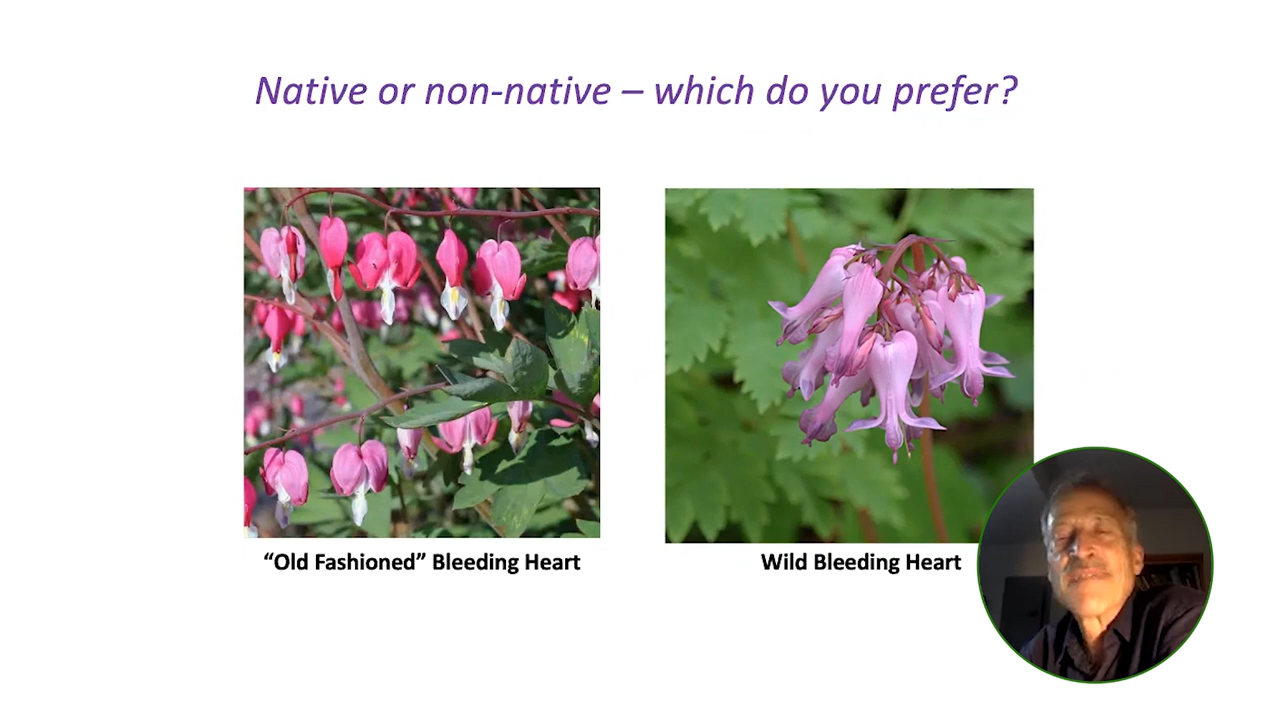 Native or non-native – which do you prefer?
“Old Fashioned” Bleeding Heart
Wild Bleeding Heart